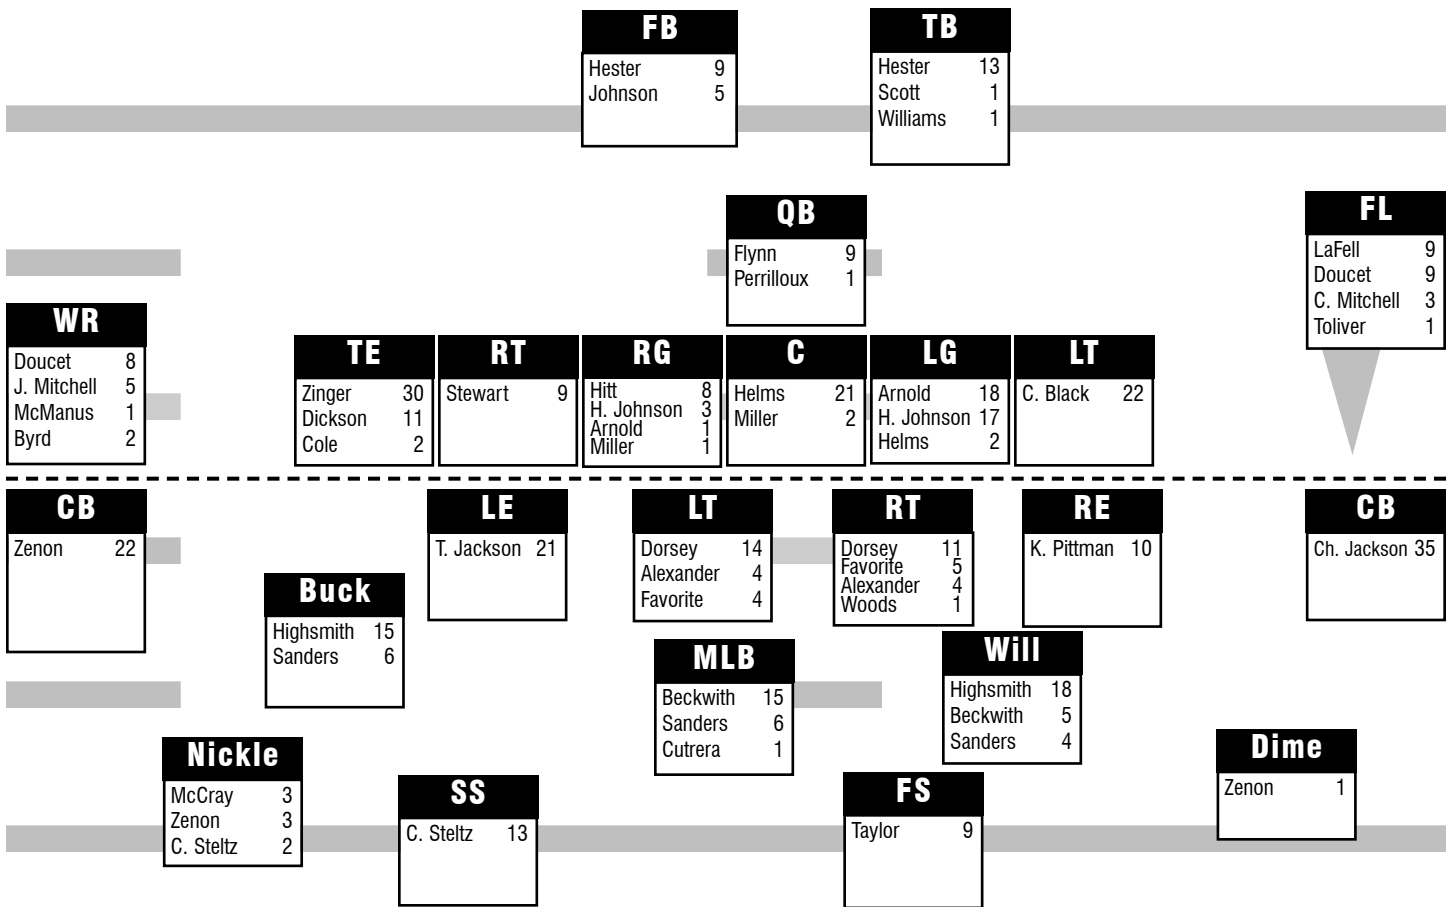 FB
Hester 9
Johnson 5
TB
Hester 13
Scott 1
Williams 1
QB
Flynn 9
Perrilloux 1
FL
LaFell 9
Doucet 9
C. Mitchell 3
Toliver 1
WR
Doucet 8
J. Mitchell 5
McManus 1
Byrd 2
TE
Zinger 30
Dickson 11
Cole 2
RT
Stewart 9
RG
Hitt 8
H. Johnson 3
Arnold 1
Miller 1
C
Helms 21
Miller 2
LG
Arnold 18
H. Johnson 17
Helms 2
LT
C. Black 22
CB
Zenon 22
LE
T. Jackson 21
LT
Dorsey 14
Alexander 4
Favorite 4
RT
Dorsey 11
Favorite 5
Alexander 4
Woods 1
RE
K. Pittman 10
CB
Ch. Jackson 35
Buck
Highsmith 15
Sanders 6
MLB
Beckwith 15
Sanders 6
Cutrera 1
Will
Highsmith 18
Beckwith 5
Sanders 4
Nickle
McCray 3
Zenon 3
C. Steltz 2
SS
C. Steltz 13
FS
Taylor 9
Dime
Zenon 1